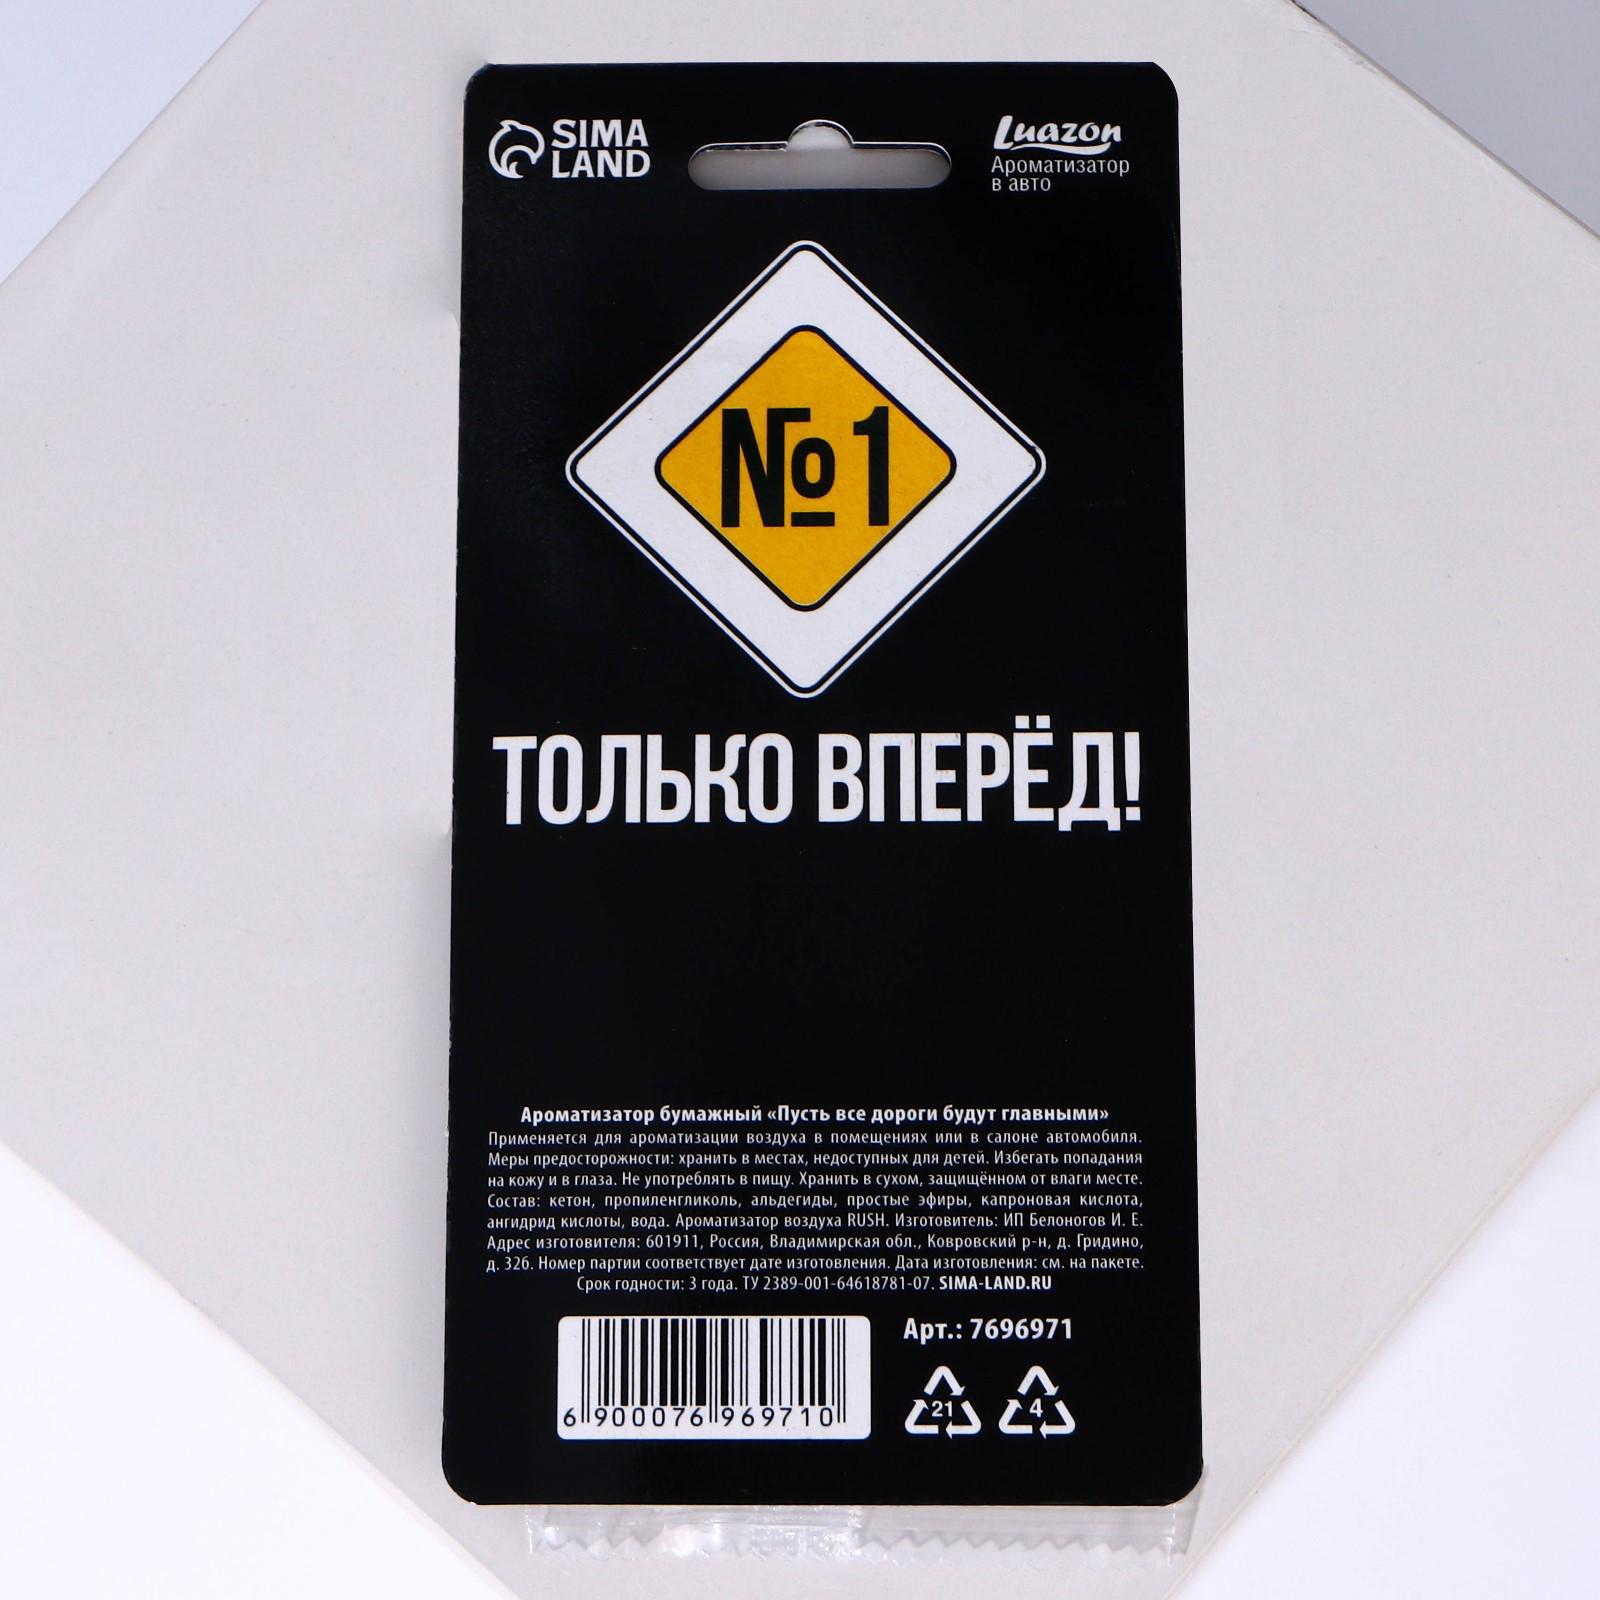 SIMA
LAND
Luazon
Ароматизатор
в авто
№1
ТОЛЬКО ВПЕРЁД!
Ароматизатор бумажный «Пусть все дороги будут главными»
Применяется для ароматизации воздуха в помещениях или в салоне автомобиля.
Меры предосторожности: хранить в местах, недоступных для детей. Избегать попадания
на кожу и в глаза. Не употреблять в пищу. Хранить в сухом, защищённом от влаги месте.
Состав: кетон, пропиленгликоль, альдегиды, простые эфиры, капроновая кислота,
ангидрид кислоты, вода. Ароматизатор воздуха RUSH. Изготовитель: ИП Белоногов И. Е.
Адрес изготовителя: 601911, Россия, Владимирская обл., Ковровский р-н, д. Гридино,
д. 32б. Номер партии соответствует дате изготовления. Дата изготовления: см. на пакете.
Срок годности: 3 года. ТУ 2389-001-64618781-07. SIMA-LAND.RU
Арт.: 7696971
6 900076 969710
21 4